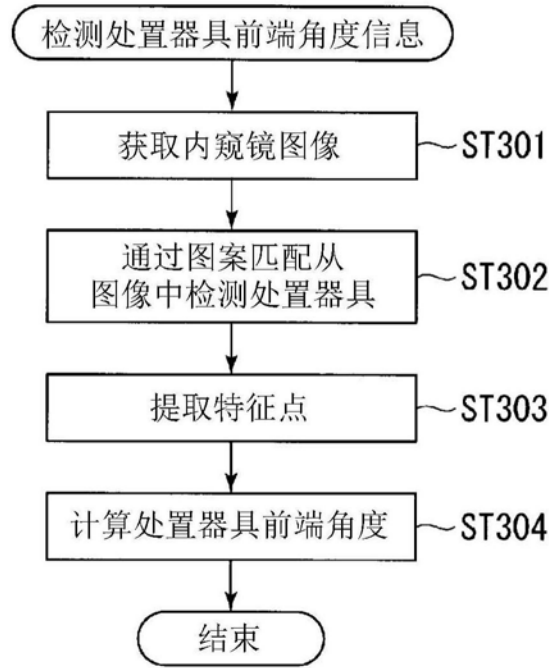 检测处置器具前端角度信息
获取内窥镜图像
ST301
通过图案匹配从
图像中检测处置器具
ST302
提取特征点
ST303
计算处置器具前端角度
ST304
结束